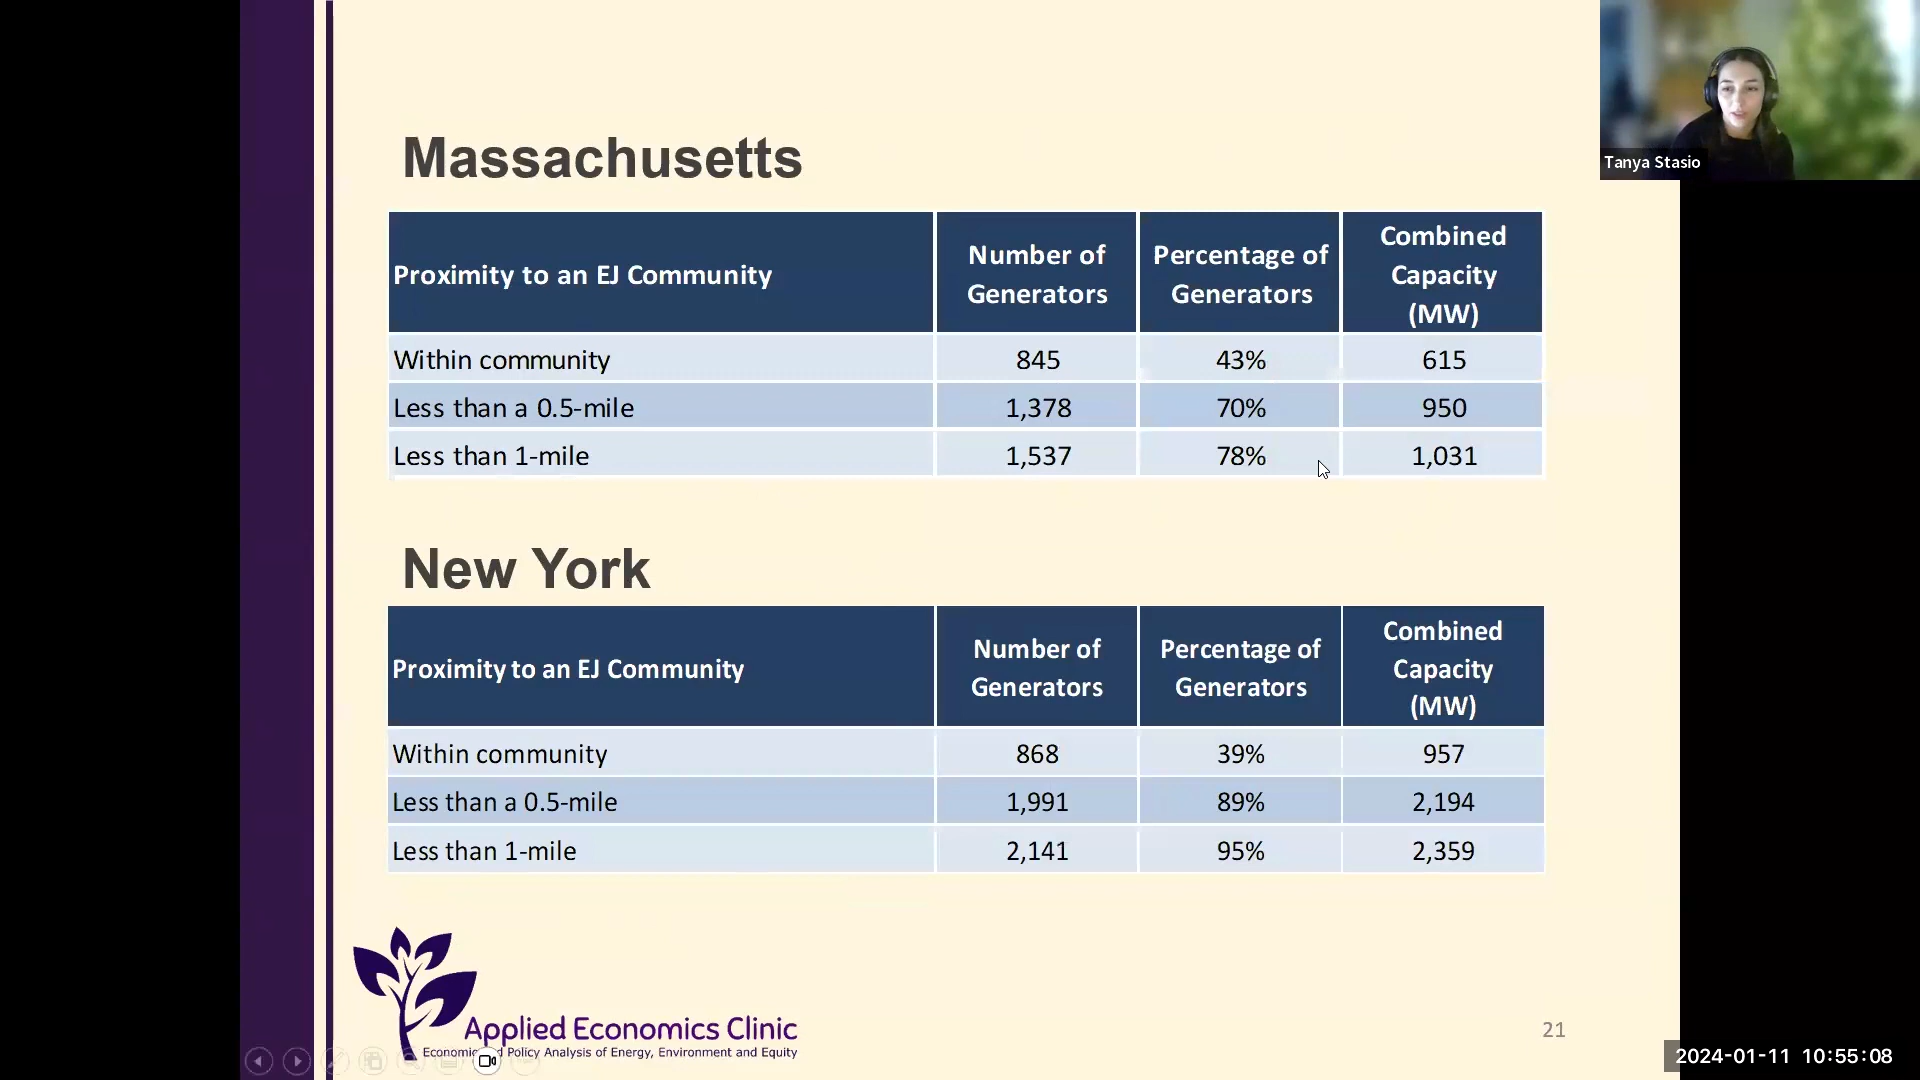 Tanya Stasio
Massachusetts
Proximity to an EJ Community
Number of
Generators
Percentage of
Generators
Combined
Capacity
(MW)
Within community 845 43% 615
Less than a 0.5-mile 1,378 70% 950
Less than 1-mile 1,537 78% 1,031
New York
Proximity to an EJ Community
Number of
Generators
Percentage of
Generators
Combined
Capacity
(MW)
Within community 868 39% 957
Less than a 0.5-mile 1,991 89% 2,194
Less than 1-mile 2,141 95% 2,359
Applied Economics Clinic
Policy Analysis of Energy, Environment and Equity
21
2024-01-11 10:55:08